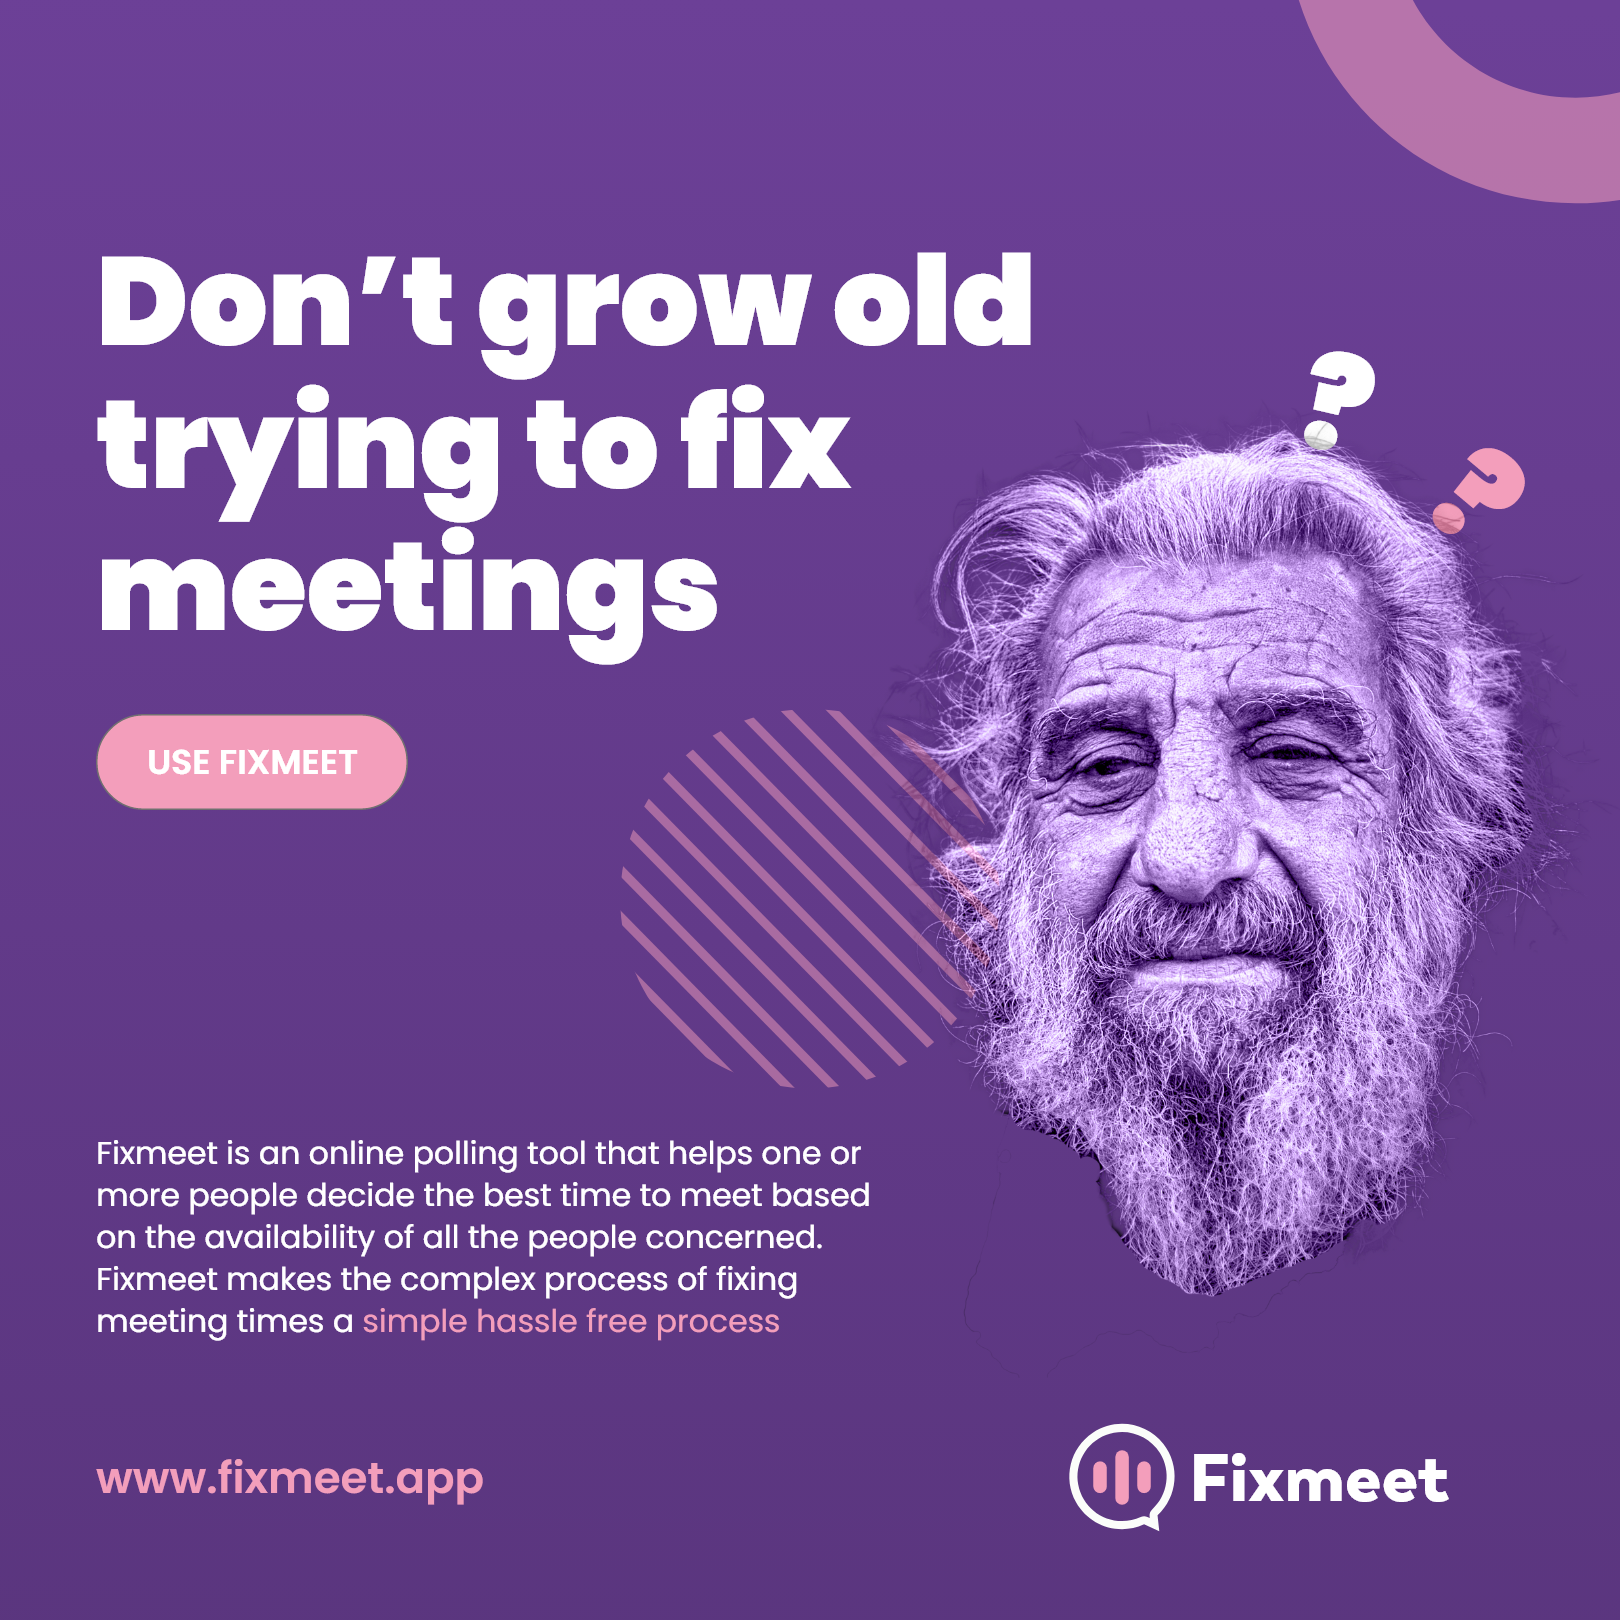 Don’t grow old
trying to fix
meetings
?
?
USE FIXMEET
Fixmeet is an online polling tool that helps one or
more people decide the best time to meet based
on the availability of all the people concerned.
Fixmeet makes the complex process of fixing
meeting times a simple hassle free process
www.fixmeet.app
Fixmeet